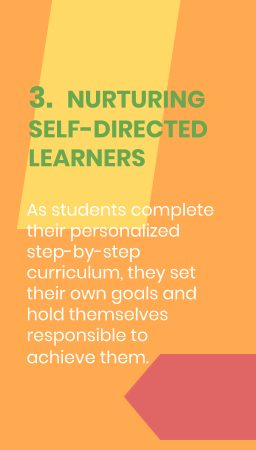 3. NURTURING
SELF-DIRECTED
LEARNERS
As students complete
their personalized
step-by-step
curriculum, they set
their own goals and
hold themselves
responsible to
achieve them.